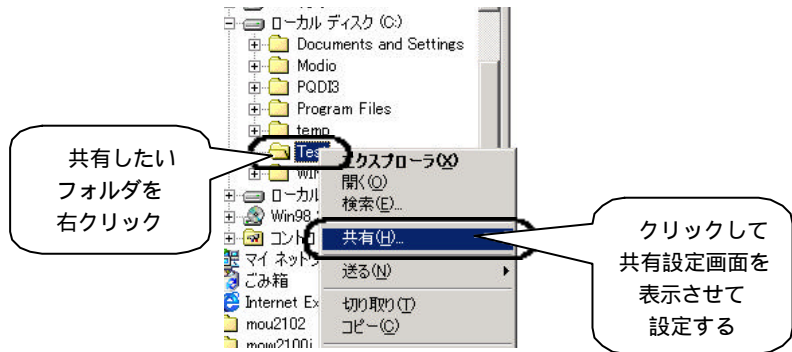 ローカル ディスク (C:)
Documents and Settings
Modio
PQDI3
Program Files
temp
共有したい
フォルダを
右クリック
エクスプローラ(X)
開く(O)
検索(E)...
共有(H)...
送る(N)
切り取り(T)
コピー(C)
ローカル
Win98
マイ ネットワ
ごみ箱
Internet Ex
mou2102
クリックして
共有設定画面を
表示させて
設定する